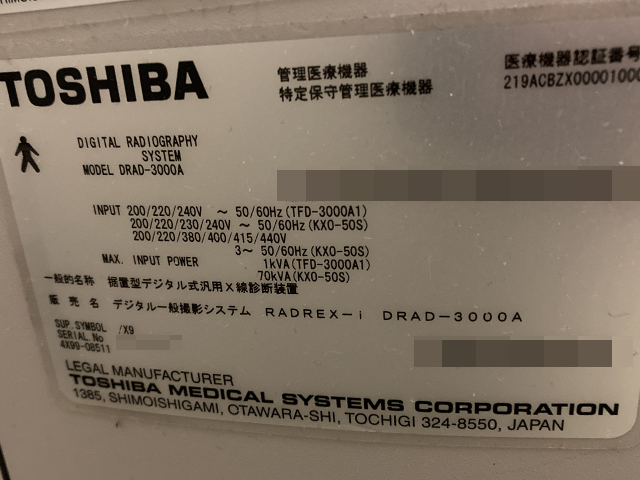 TOSHIBA
管理医療機器
特定保守管理医療機器
医療機器認証番号
219ACBZX0000100
DIGITAL RADIOGRAPHY
SYSTEM
MODEL DRAD-3000A
INPUT 200/220/240V ~ 50/60Hz(TFD-3000A1)
200/220/230/240V ~ 50/60Hz(KXO-50S)
200/220/380/400/415/440V
3~ 50/60Hz(KXO-50S)
MAX. INPUT POWER 1kVA(TFD-3000A1)
70kVA(KXO-50S)
一般的名称 据置型デジタル式汎用X線診断装置
販売名 デジタル一般撮影システム RADREX-i DRAD-3000A
SUP.SYMBOL /X9
SERIAL.No
4X99-08511
LEGAL MANUFACTURER
TOSHIBA MEDICAL SYSTEMS CORPORATION
1385, SHIMOISHIGAMI, OTAWARA-SHI, TOCHIGI 324-8550, JAPAN